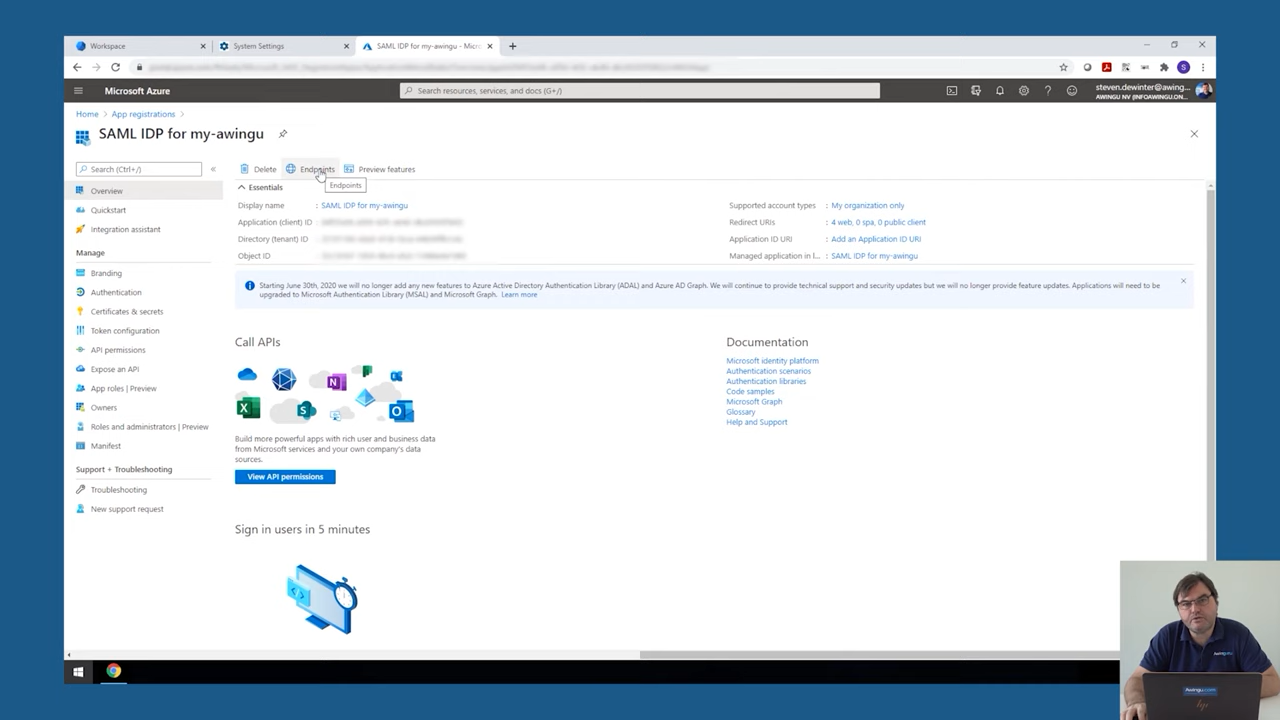 Workspace
System Settings
SAML IDP for my-awingu - Micr
Microsoft Azure
Search resources, services, and docs (G+/)
steven.dewinter@awing...
AWINGU NV (INFOAWINGU.ON...
Home > App registrations >
SAML IDP for my-awingu
Search (Ctrl+/)
Delete
Endpoints
Preview features
Endpoints
Overview
Quickstart
Integration assistant
Manage
Branding
Authentication
Certificates & secrets
Token configuration
API permissions
Expose an API
App roles | Preview
Owners
Roles and administrators | Preview
Manifest
Support + Troubleshooting
Troubleshooting
New support request
Essentials
Display name : SAML IDP for my-awingu
Application (client) ID :
Directory (tenant) ID :
Object ID :
Supported account types : My organization only
Redirect URIs : 4 web, 0 spa, 0 public client
Application ID URI : Add an Application ID URI
Managed application in l... : SAML IDP for my-awingu
Starting June 30th, 2020 we will no longer add any new features to Azure Active Directory Authentication Library (ADAL) and Azure AD Graph. We will continue to provide technical support and security updates but we will no longer provide feature updates. Applications will need to be
upgraded to Microsoft Authentication Library (MSAL) and Microsoft Graph. Learn more
Call APIs
Build more powerful apps with rich user and business data
from Microsoft services and your own company's data
sources.
View API permissions
Documentation
Microsoft identity platform
Authentication scenarios
Authentication libraries
Code samples
Microsoft Graph
Glossary
Help and Support
Sign in users in 5 minutes
Awingu.com